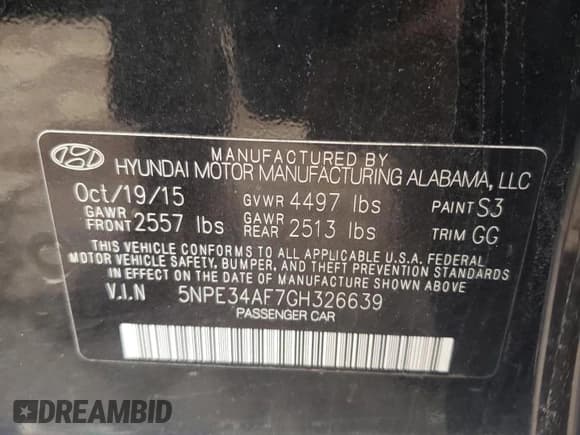 MANUFACTURED BY
HYUNDAI MOTOR MANUFACTURING ALABAMA, LLC
Oct/19/15 GVWR 4497 lbs PAINT S3
GAWR FRONT 2557 lbs GAWR REAR 2513 lbs TRIM GG
THIS VEHICLE CONFORMS TO ALL APPLICABLE U.S.A. FEDERAL
MOTOR VEHICLE SAFETY, BUMPER, AND THEFT PREVENTION STANDARDS
IN EFFECT ON THE DATE OF MANUFACTURE SHOWN ABOVE
V.I.N 5NPE34AF7GH326639
PASSENGER CAR
DREAMBID